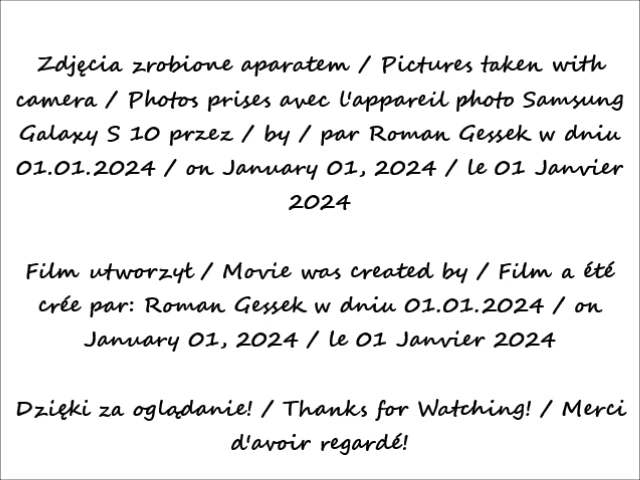 Zdjęcia zrobione aparatem / Pictures taken with
camera / Photos prises avec l'appareil photo Samsung
Galaxy S 10 przez / by / par Roman Gessek w dniu
01.01.2024 / on January 01, 2024 / le 01 Janvier
2024
Film utworzył / Movie was created by / Film a été
crée par: Roman Gessek w dniu 01.01.2024 / on
January 01, 2024 / le 01 Janvier 2024
Dzięki za oglądanie! / Thanks for Watching! / Merci
d'avoir regardé!